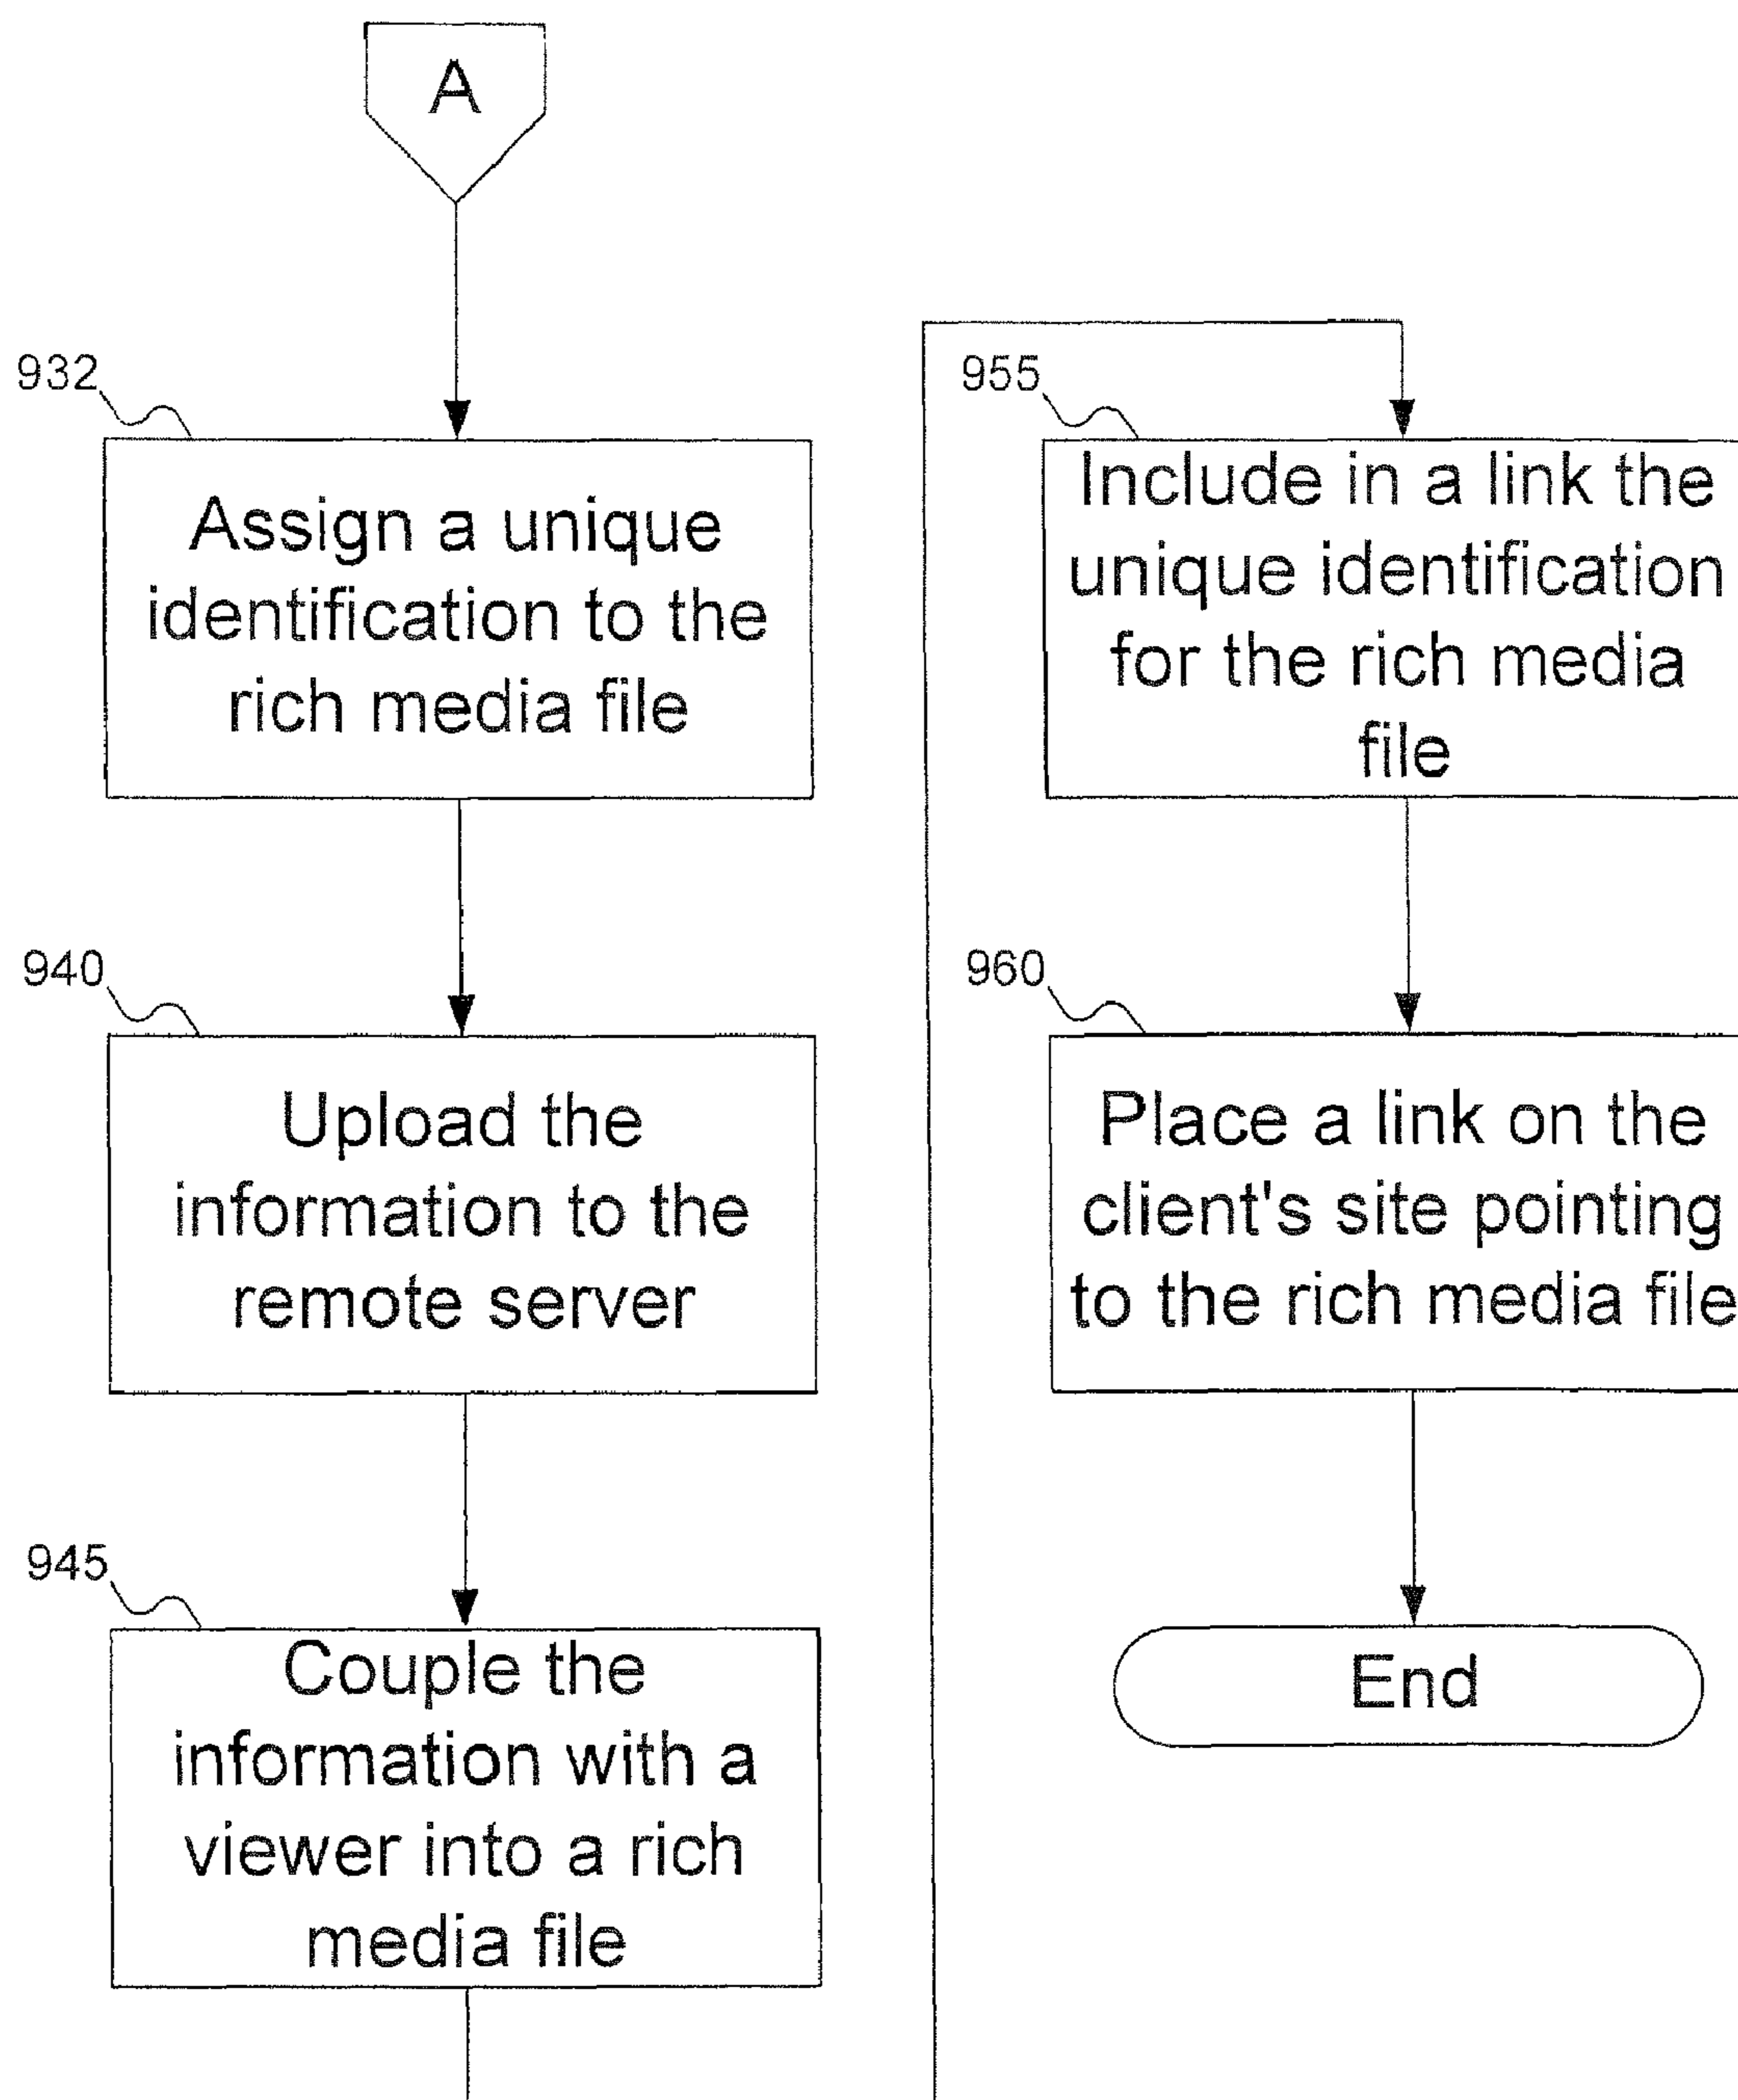 A
932
Assign a unique
identification to the
rich media file
940
Upload the
information to the
remote server
945
Couple the
information with a
viewer into a rich
media file
955
Include in a link the
unique identification
for the rich media
file
960
Place a link on the
client's site pointing
to the rich media file
End